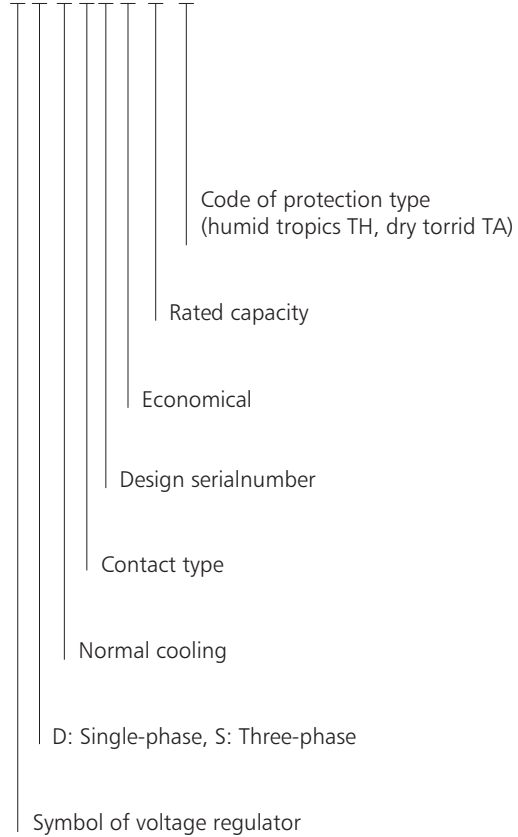 Code of protection type
(humid tropics TH, dry torrid TA)
Rated capacity
Economical
Design serialnumber
Contact type
Normal cooling
D: Single-phase, S: Three-phase
Symbol of voltage regulator